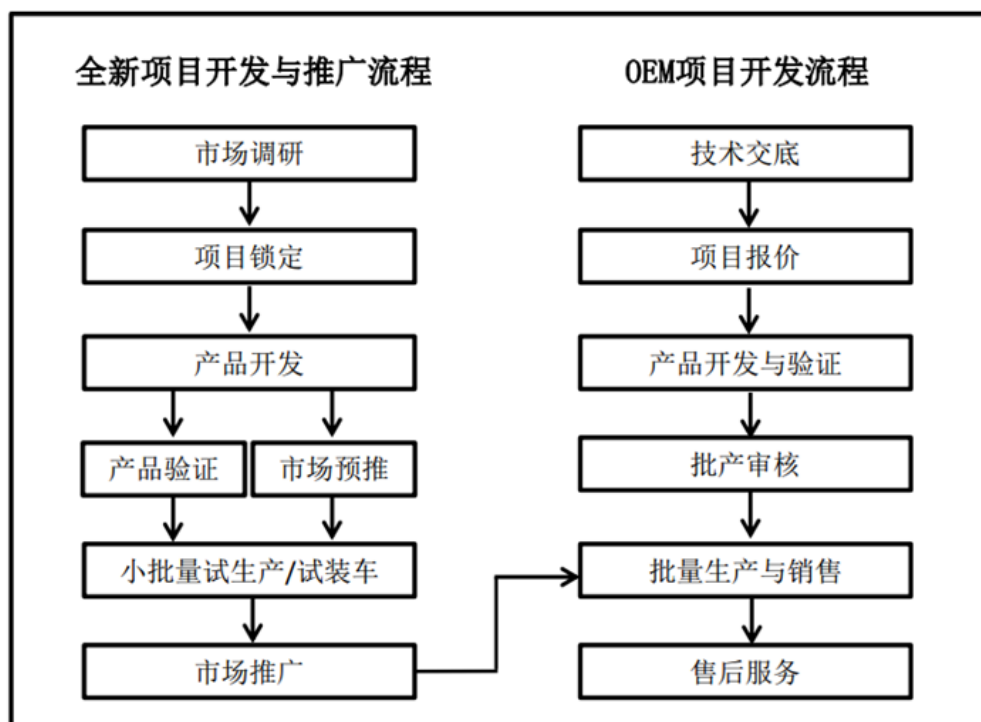 全新项目开发与推广流程
市场调研
项目锁定
产品开发
产品验证
市场预推
小批量试生产/试装车
市场推广
OEM项目开发流程
技术交底
项目报价
产品开发与验证
批产审核
批量生产与销售
售后服务